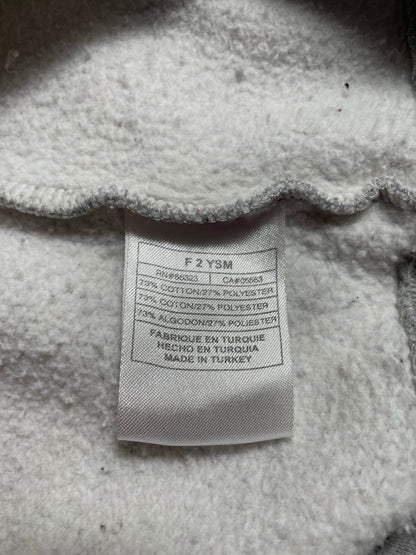 F 2 YSM
RN#56323 CA#05553
73% COTTON/27% POLYESTER
73% COTON/27% POLYESTER
73% ALGODON/27% POLYESTER
FABRIQUE EN TURQUIE
HECHO EN TURQUIA
MADE IN TURKEY